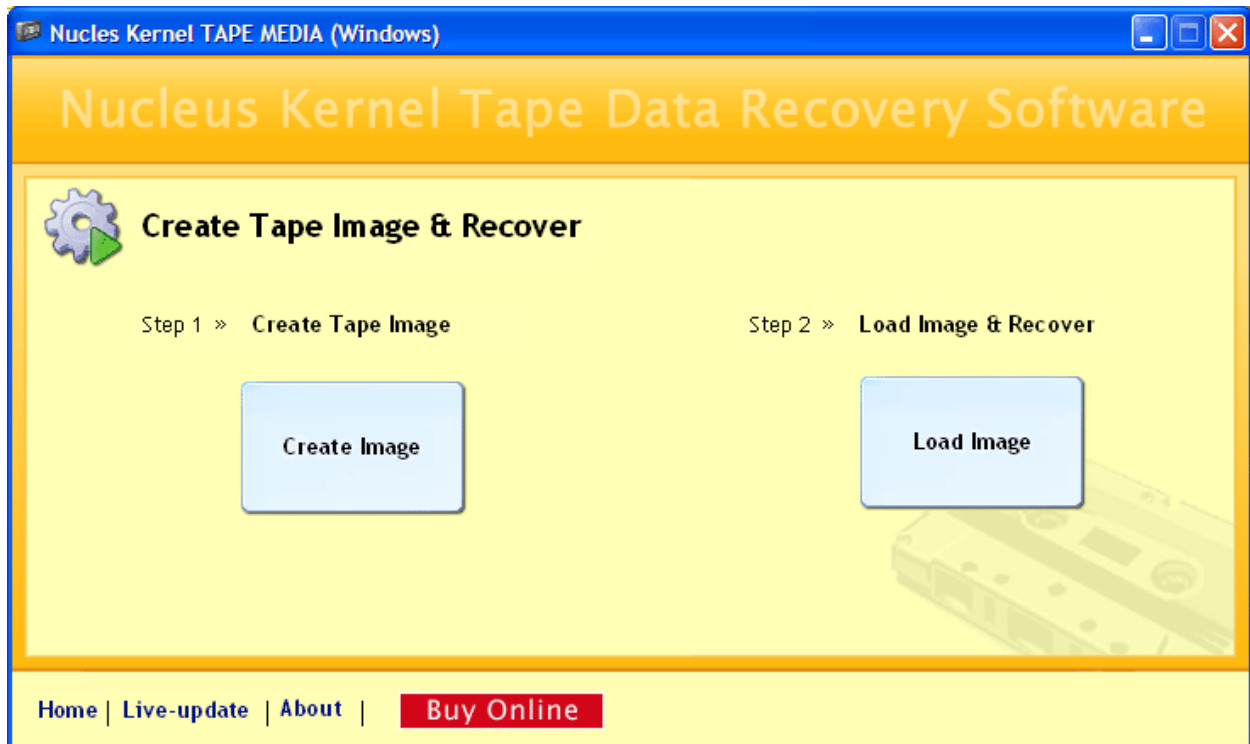 Nucles Kernel TAPE MEDIA (Windows)
Nucleus Kernel Tape Data Recovery Software
Create Tape Image & Recover
Step 1 » Create Tape Image
Step 2 » Load Image & Recover
Create Image
Load Image
Home | Live-update | About |
Buy Online